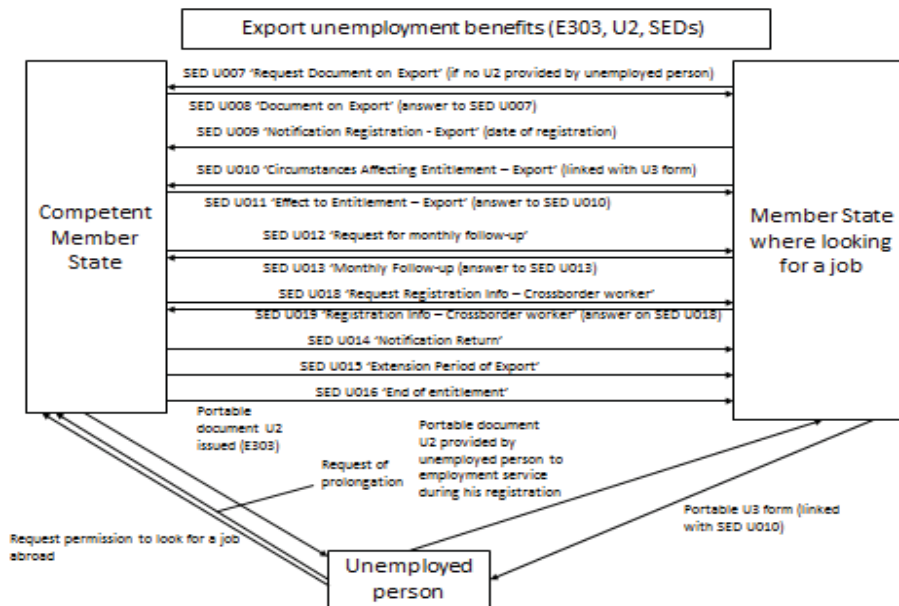 Export unemployment benefits (E303, U2, SEDs)
SED U007 ‘Request Document on Export’ (if no U2 provided by unemployed person)
SED U008 ‘Document on Export’ (answer to SED U007)
SED U009 ‘Notification Registration - Export’ (date of registration)
SED U010 ‘Circumstances Affecting Entitlement – Export’ (linked with U3 form)
SED U011 ‘Effect to Entitlement – Export’ (answer to SED U010)
SED U012 ‘Request for monthly follow-up’
SED U013 ‘Monthly Follow-up (answer to SED U013)
SED U018 ‘Request Registration Info – Crossborder worker’
SED U019 ‘Registration Info – Crossborder worker’ (answer on SED U018)
SED U014 ‘Notification Return’
SED U015 ‘Extension Period of Export’
SED U016 ‘End of entitlement’
Competent
Member
State
Member State
where looking
for a job
Portable
document U2
issued (E303)
Request of
prolongation
Portable document
U2 provided by
unemployed person to
employment service
during his registration
Portable U3 form (linked
with SED U010)
Request permission to look for a job
abroad
Unemployed
person